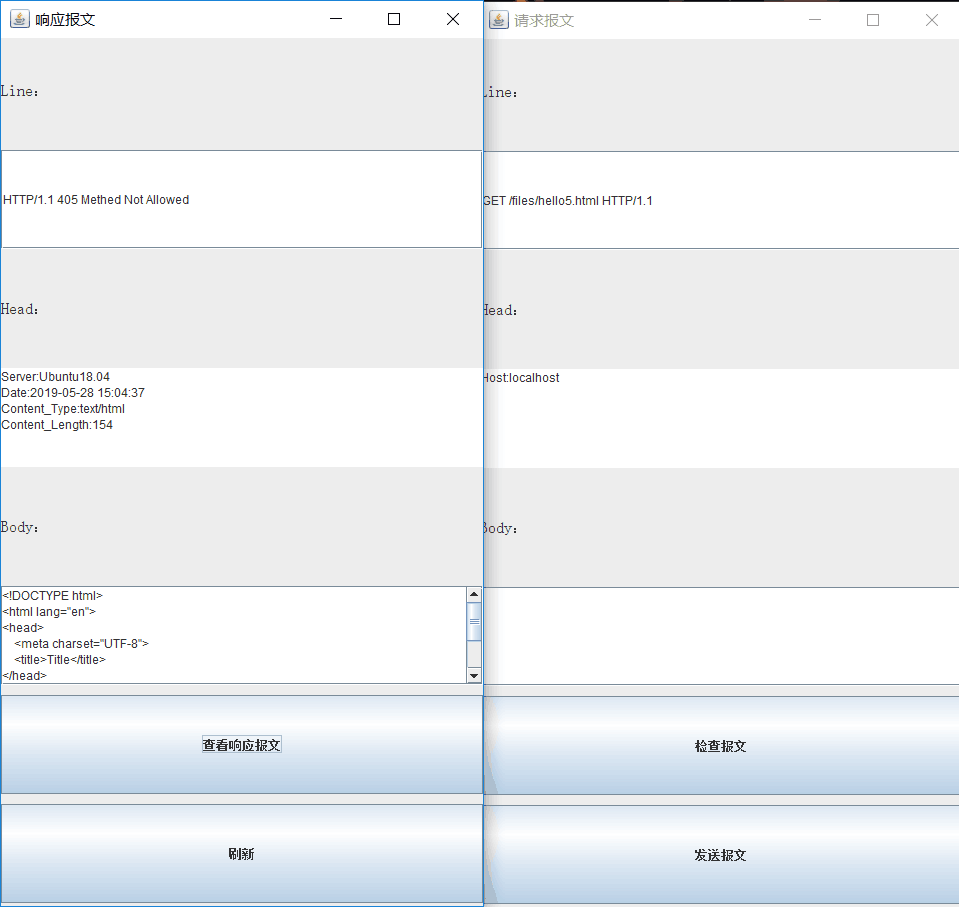 响应报文
Line:
HTTP/1.1 405 Methed Not Allowed
Head:
Server:Ubuntu18.04
Date:2019-05-28 15:04:37
Content_Type:text/html
Content_Length:154
Body:
<!DOCTYPE html>
<html lang="en">
<head>
    <meta charset="UTF-8">
    <title>Title</title>
</head>
查看响应报文
刷新
请求报文
Line:
GET /files/hello5.html HTTP/1.1
Head:
Host:localhost
Body:
检查报文
发送报文